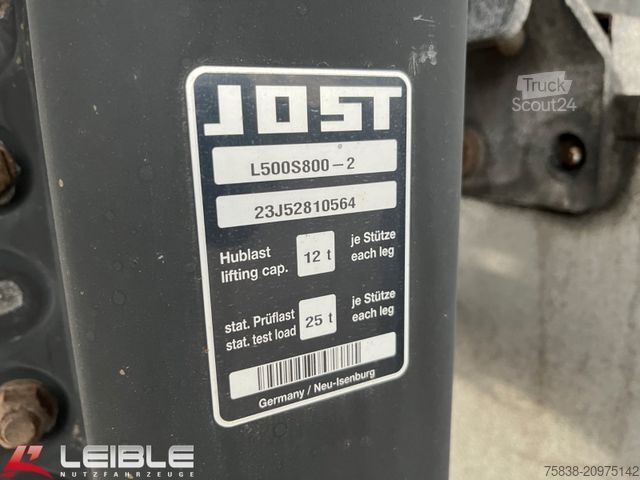 Truck
Scout24
JOST
L500S800-2
23J52810564
Hublast
lifting cap.
12 t
je Stütze
each leg
stat. Prüflast
stat. test load
25 t
je Stütze
each leg
Germany / Neu-Isenburg
LEIBLE
NUTZFAHRZEUGE
75838-20975142